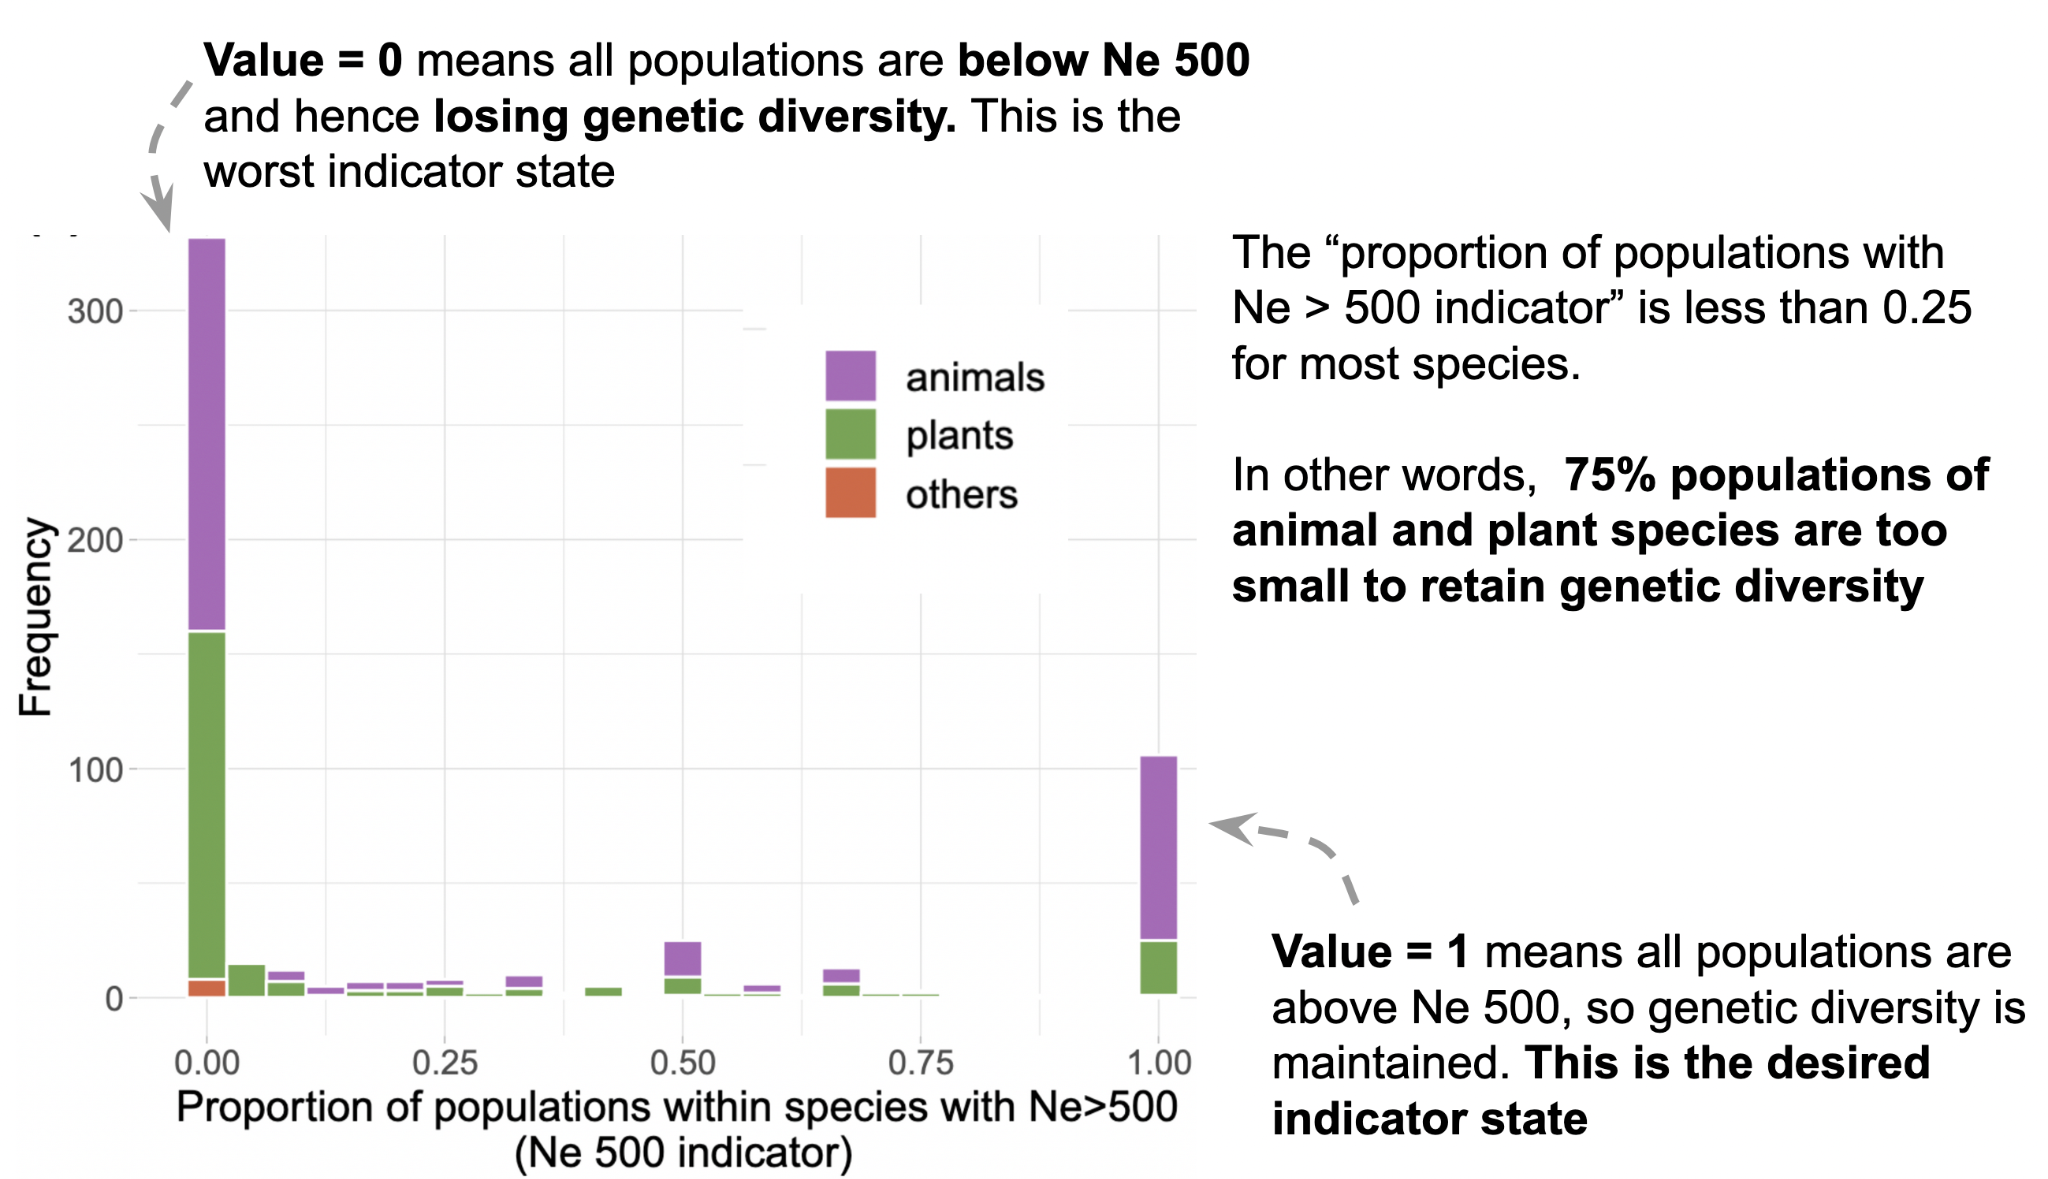 Value = 0 means all populations are below Ne 500
and hence losing genetic diversity. This is the
worst indicator state
The “proportion of populations with
Ne > 500 indicator” is less than 0.25
for most species.
In other words,  75% populations of
animal and plant species are too
small to retain genetic diversity
animals
plants
others
Frequency
300
200
100
0
0.00
0.25
0.50
0.75
1.00
Proportion of populations within species with Ne>500
(Ne 500 indicator)
Value = 1 means all populations are
above Ne 500, so genetic diversity is
maintained. This is the desired
indicator state